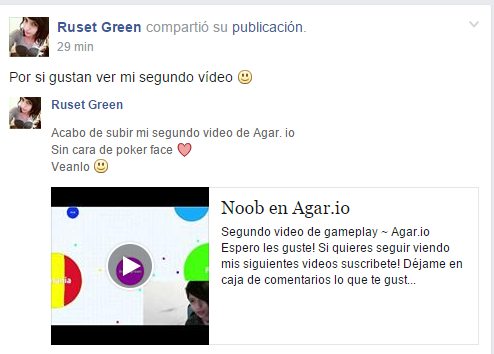 Ruset Green compartió su publicación.
29 min
Por si gustan ver mi segundo vídeo
Ruset Green
Acabo de subir mi segundo video de Agar. io
Sin cara de poker face
Veanlo
Noob en Agar.io
Segundo video de gameplay ~ Agar.io
Espero les guste! Si quieres seguir viendo
mis siguientes videos suscribete! Déjame en
caja de comentarios lo que te gust...